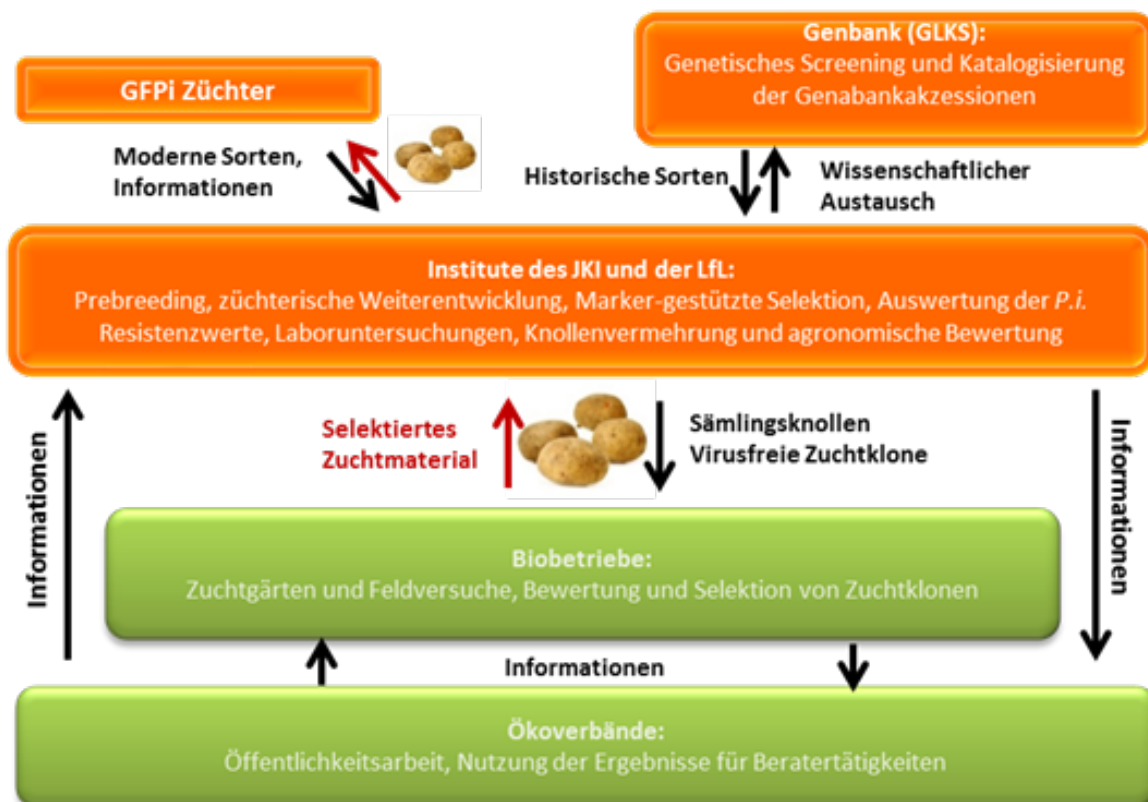 Genbank (GLKS):
Genetisches Screening und Katalogisierung
der Genabankakzessionen
GFPi Züchter
Moderne Sorten,
Informationen
Historische Sorten
Wissenschaftlicher
Austausch
Institute des JKI und der LfL:
Prebreeding, züchterische Weiterentwicklung, Marker-gestützte Selektion, Auswertung der P.i.
Resistenzwerte, Laboruntersuchungen, Knollenvermehrung und agronomische Bewertung
Informationen
Selektiertes
Zuchtmaterial
Sämlingsknollen
Virusfreie Zuchtklone
Informationen
Biobetriebe:
Zuchtgärten und Feldversuche, Bewertung und Selektion von Zuchtklonen
Informationen
Ökoverbände:
Öffentlichkeitsarbeit, Nutzung der Ergebnisse für Beratertätigkeiten